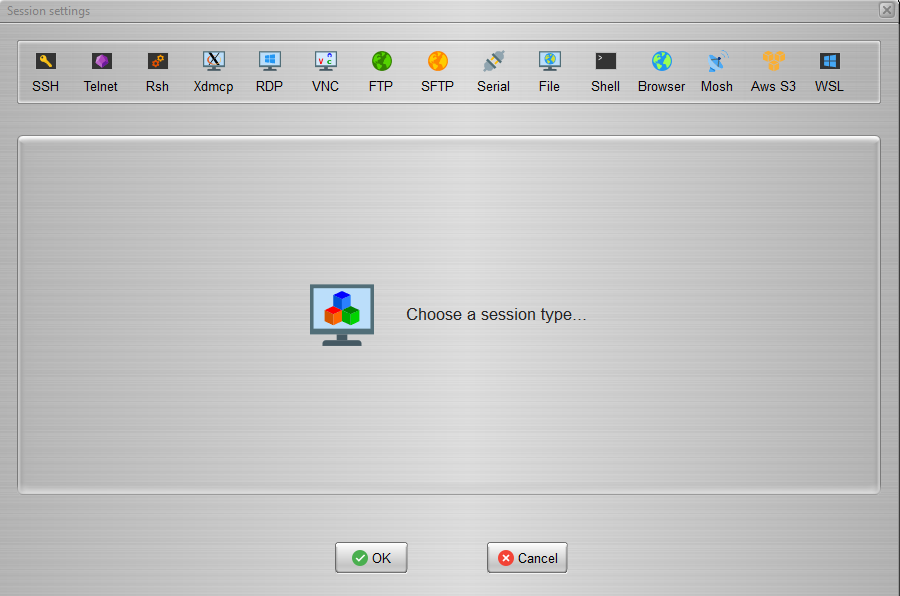 Session settings
SSH Telnet Rsh Xdmcp RDP VNC FTP SFTP Serial File Shell Browser Mosh Aws S3 WSL
Choose a session type...
OK Cancel